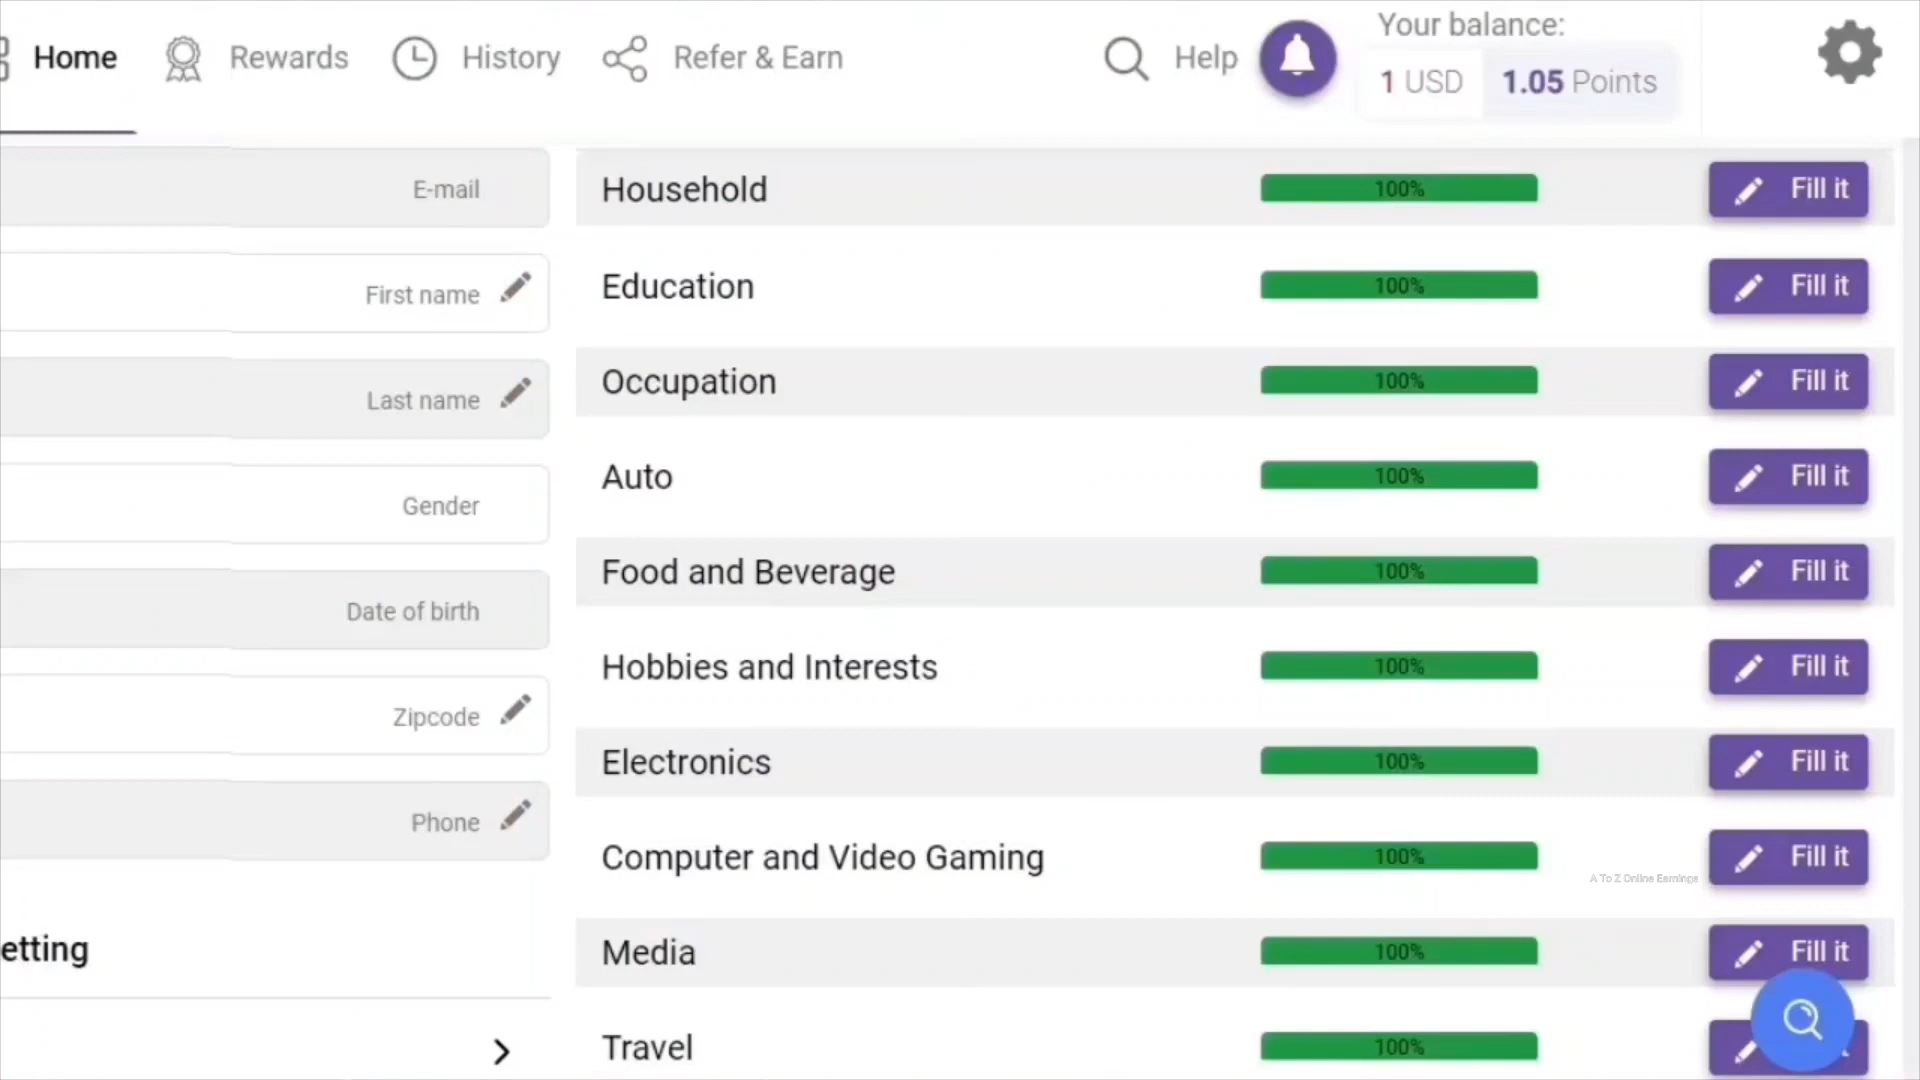 Home
Rewards
History
Refer & Earn
Help
Your balance:
1 USD
1.05 Points
E-mail
First name
Last name
Gender
Date of birth
Zipcode
Phone
etting
Household 100% Fill it
Education 100% Fill it
Occupation 100% Fill it
Auto 100% Fill it
Food and Beverage 100% Fill it
Hobbies and Interests 100% Fill it
Electronics 100% Fill it
Computer and Video Gaming 100% Fill it
A To Z Online Earnings
Media 100% Fill it
Travel 100%